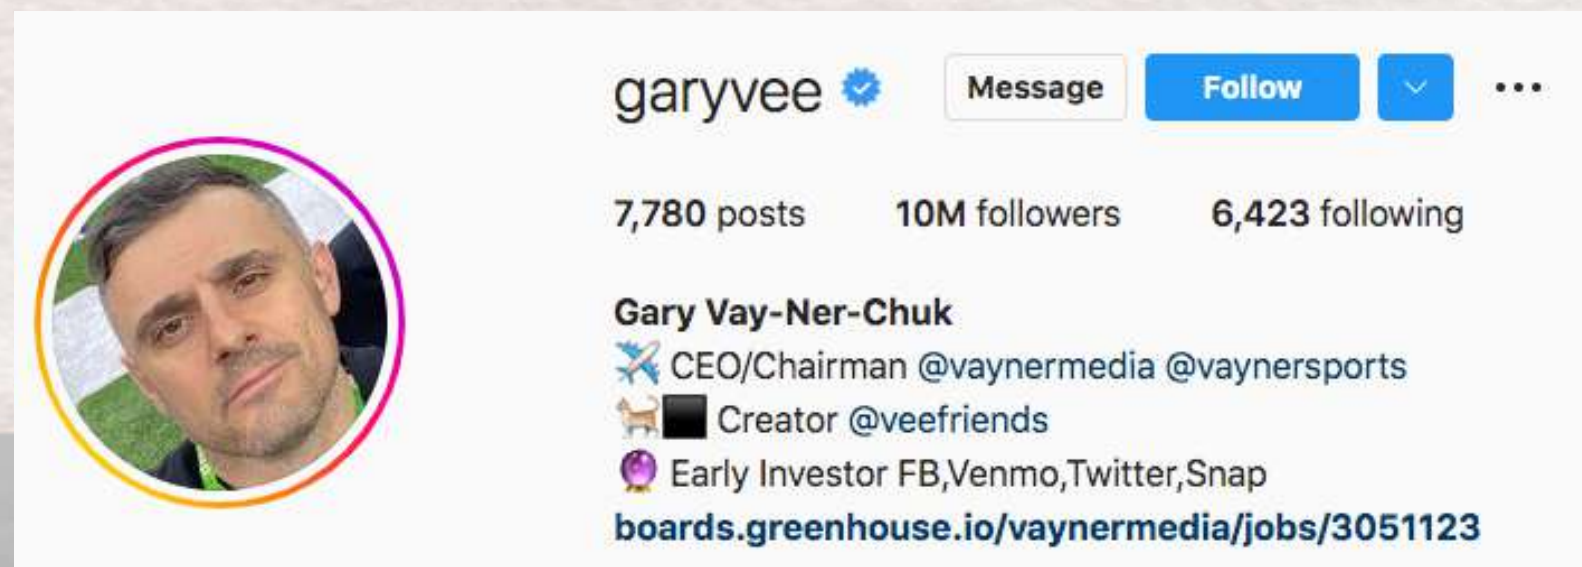 garyvee Message Follow
7,780 posts 10M followers 6,423 following
Gary Vay-Ner-Chuk
CEO/Chairman @vaynermedia @vaynersports
Creator @veefriends
Early Investor FB,Venmo,Twitter,Snap
boards.greenhouse.io/vaynermedia/jobs/3051123